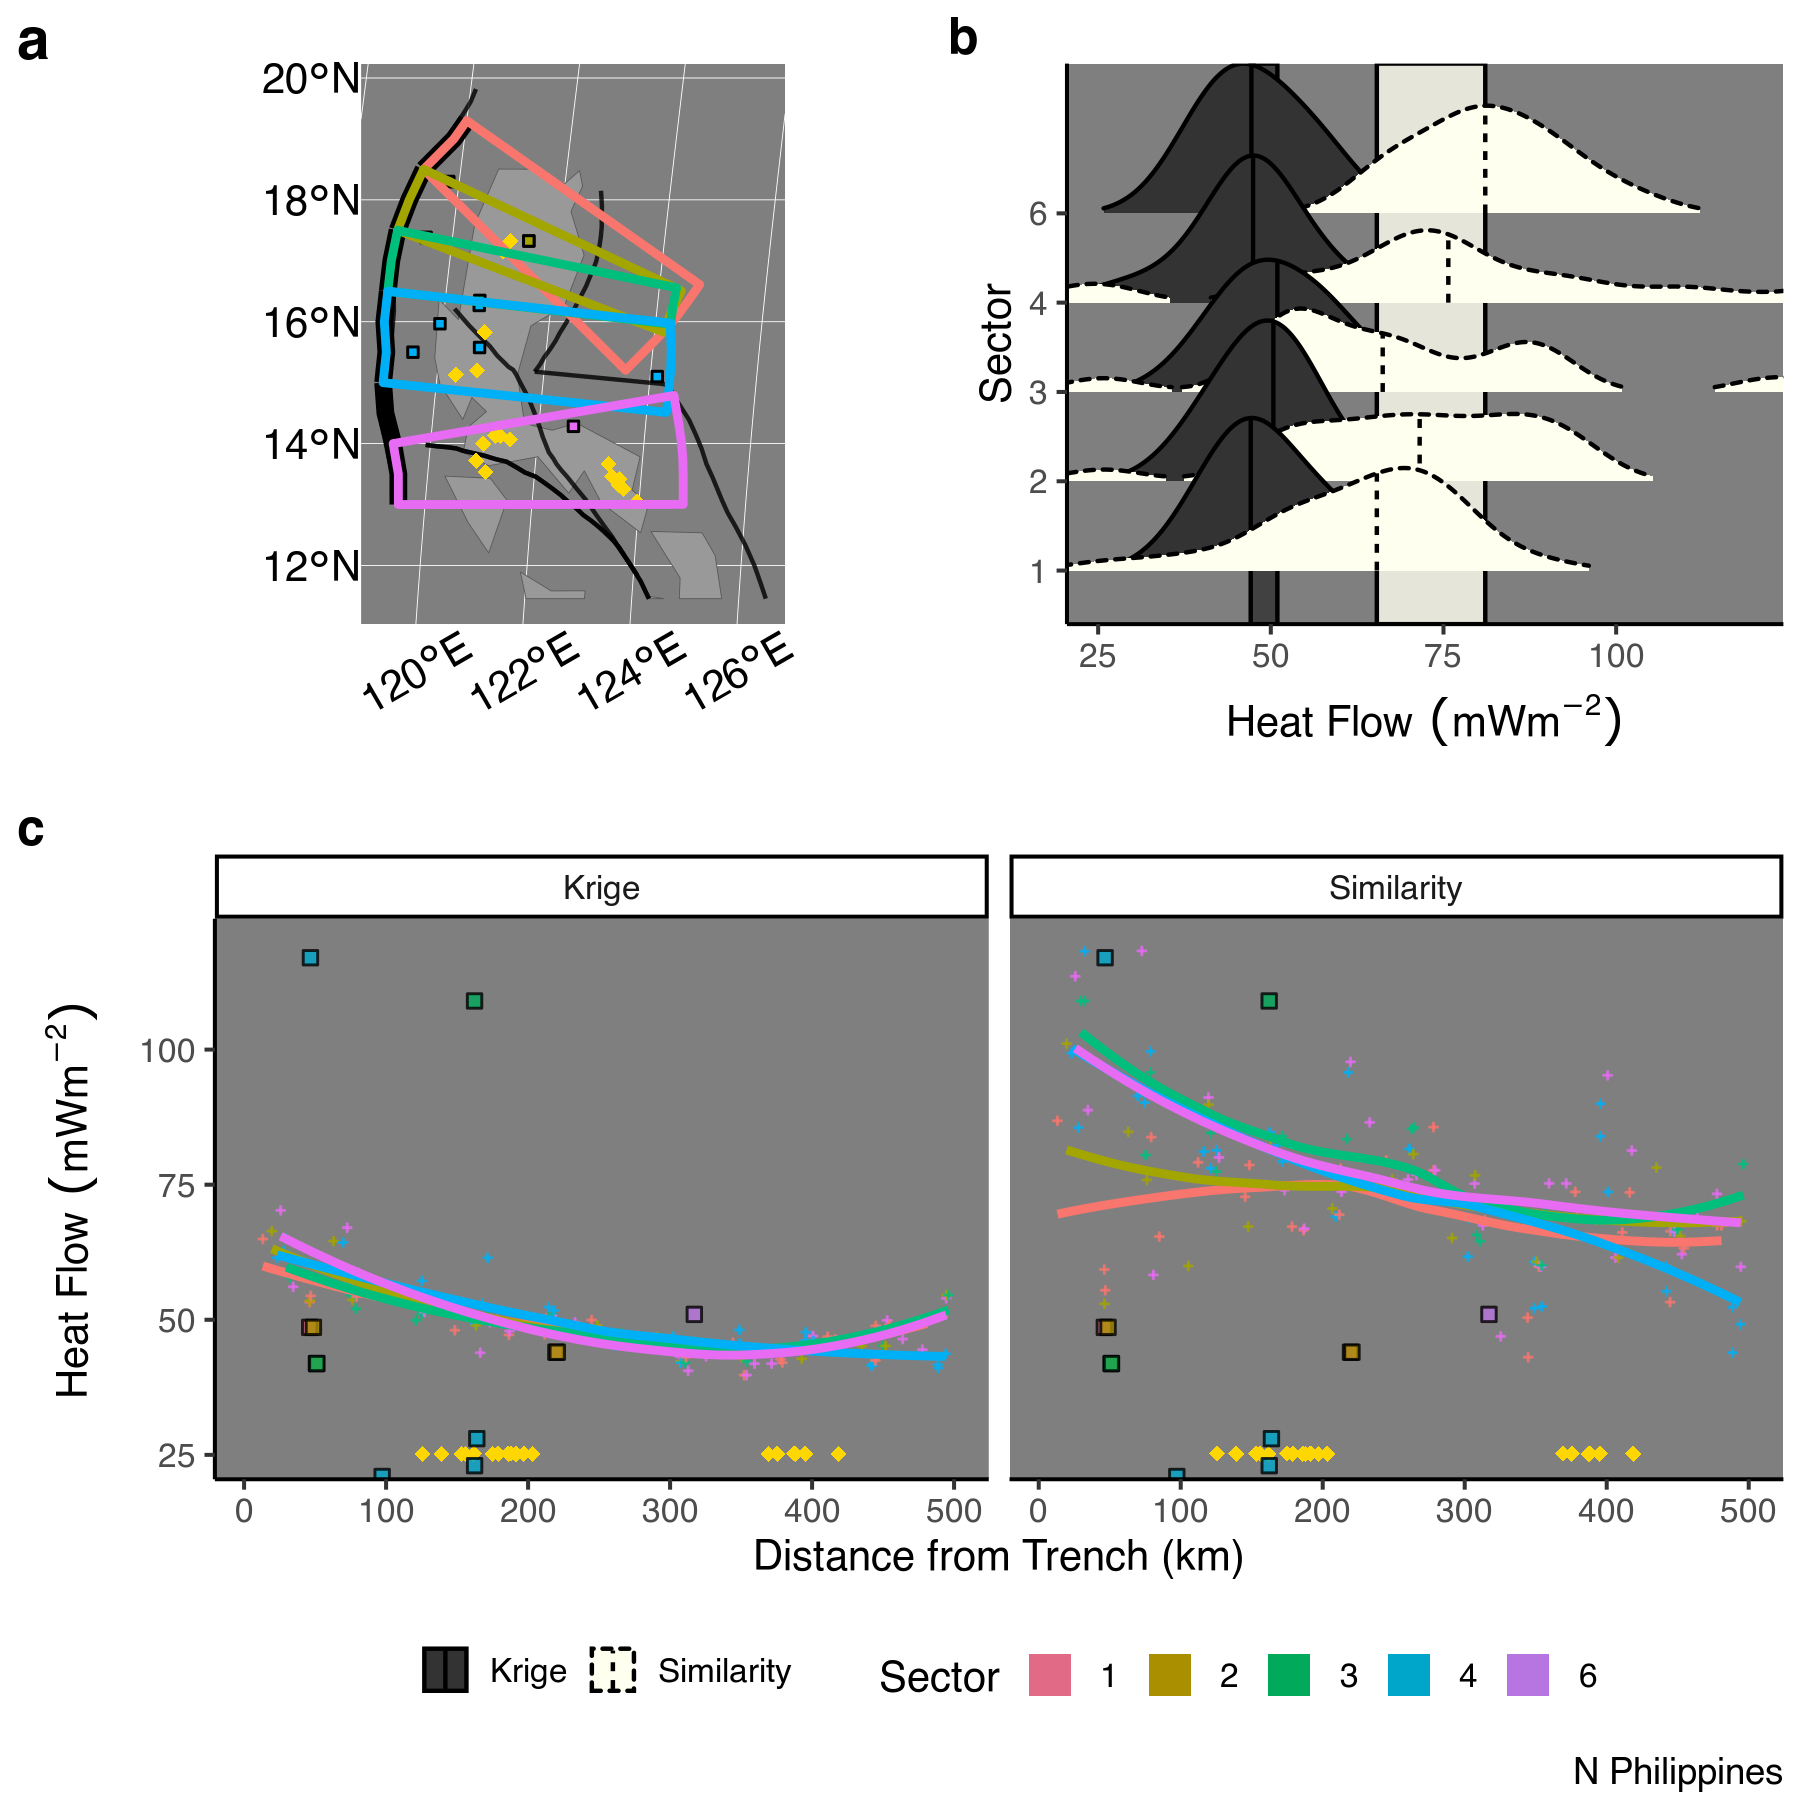 a
20°N
18°N
16°N
14°N
12°N
120°E 122°E 124°E 126°E
b
Sector
6
4
3
2
1
25 50 75 100
Heat Flow (mWm⁻²)
c
Krige Similarity
Heat Flow (mWm⁻²)
100
75
50
25
0 100 200 300 400 500 0 100 200 300 400 500
Distance from Trench (km)
Krige Similarity Sector 1 2 3 4 6
N Philippines